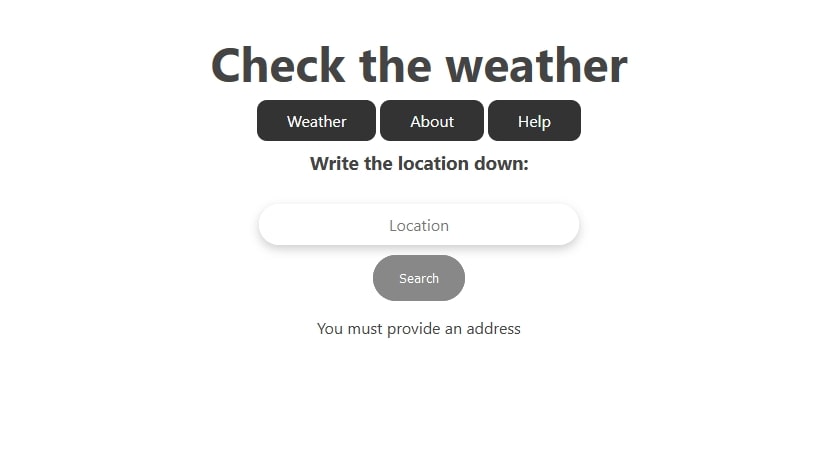 Check the weather
Weather About Help
Write the location down:
Location
Search
You must provide an address